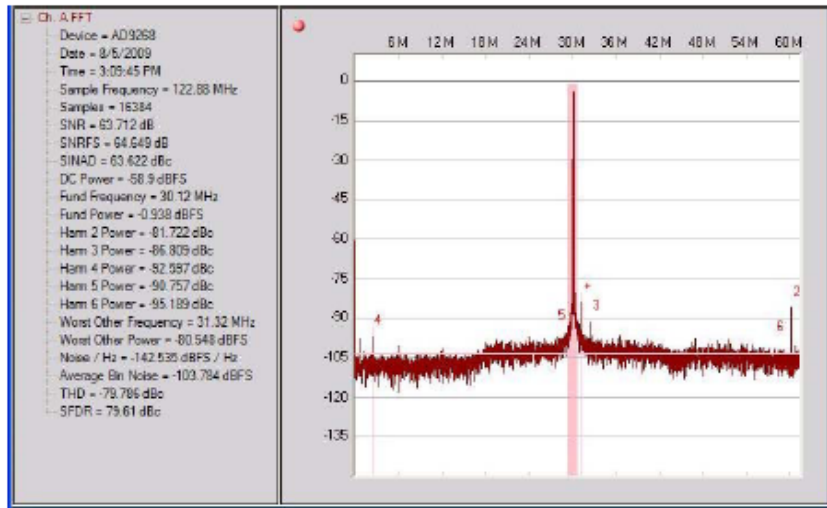 Ch. A FFT
Device = AD9268
Date = 8/5/2009
Time = 3:09:45 PM
Sample Frequency = 122.88 MHz
Samples = 16384
SNR = 63.712 dB
SNRFS = 64.649 dB
SINAD = 63.622 dBc
DC Power = -58.9 dBFS
Fund Frequency = 30.12 MHz
Fund Power = -0.938 dBFS
Harm 2 Power = -81.722 dBc
Harm 3 Power = -86.809 dBc
Harm 4 Power = -92.597 dBc
Harm 5 Power = -90.757 dBc
Harm 6 Power = -95.189 dBc
Worst Other Frequency = 31.32 MHz
Worst Other Power = -80.548 dBFS
Noise / Hz = -142.535 dBFS / Hz
Average Bin Noise = -103.784 dBFS
THD = -79.786 dBc
SFDR = 79.61 dBc
6M 12M 18M 24M 30M 36M 42M 48M 54M 60M
0
-15
-30
-45
-60
-75
-90
-105
-120
-135
+
2
3
4
5
6